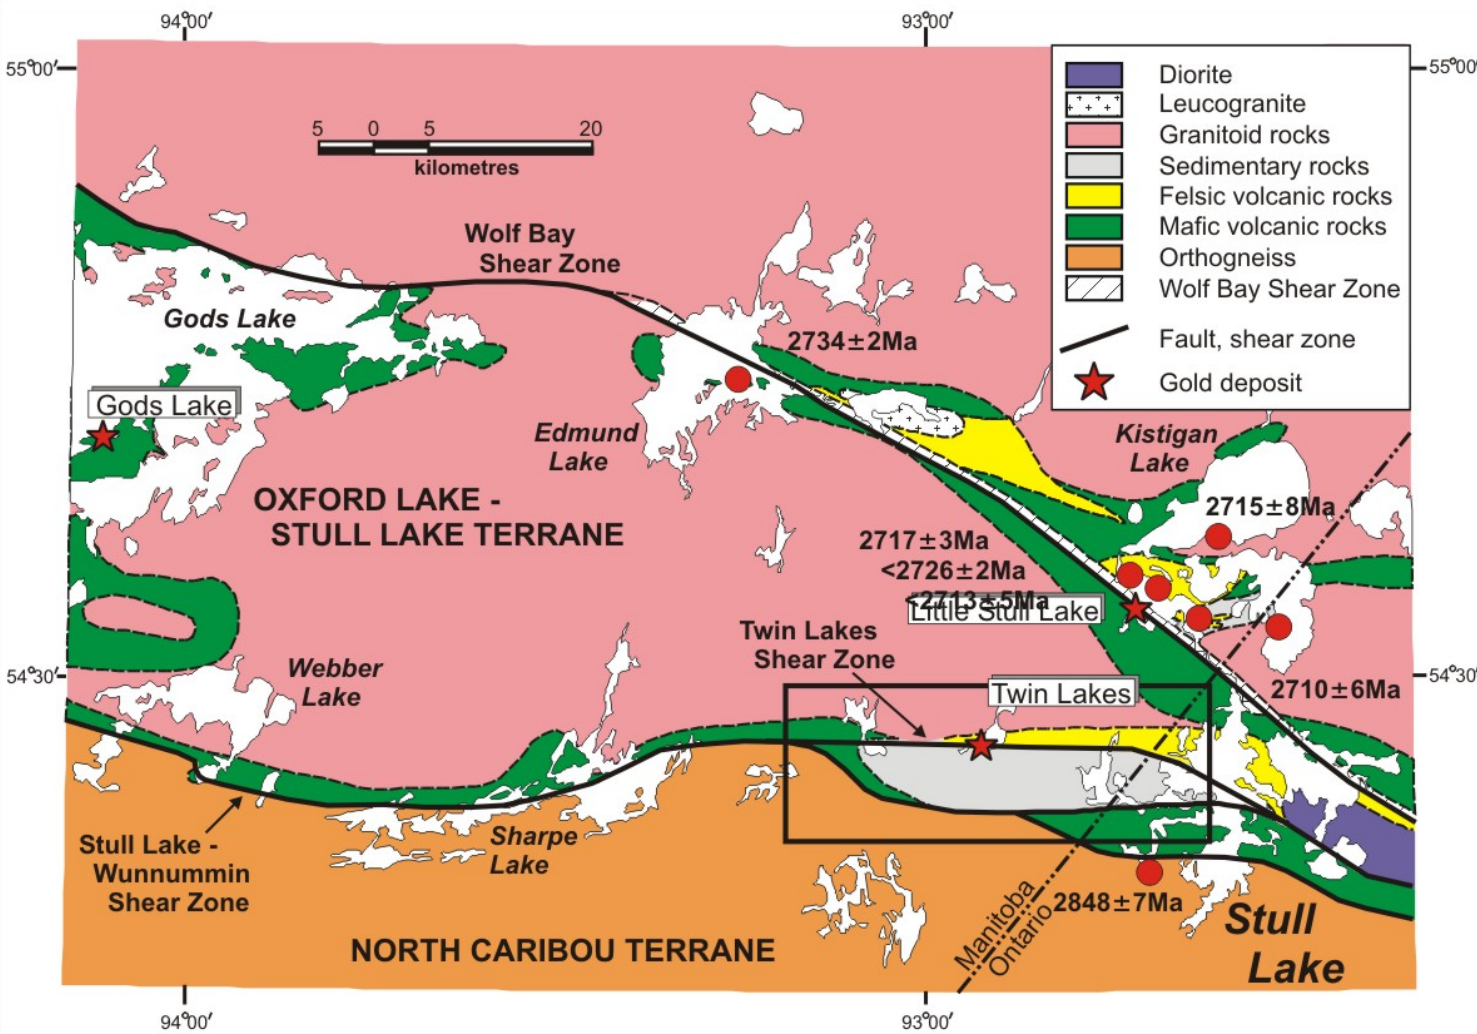 94°00'
93°00'
55°00'
55°00'
5 0 5 20
kilometres
Diorite
Leucogranite
Granitoid rocks
Sedimentary rocks
Felsic volcanic rocks
Mafic volcanic rocks
Orthogneiss
Wolf Bay Shear Zone
Fault, shear zone
Gold deposit
Wolf Bay
Shear Zone
Gods Lake
2734±2Ma
Gods Lake
Edmund
Lake
Kistigan
Lake
OXFORD LAKE -
STULL LAKE TERRANE
2715±8Ma
2717±3Ma
<2726±2Ma
<2713±5Ma
Little Stull Lake
Twin Lakes
Shear Zone
54°30'
54°30'
Webber
Lake
Twin Lakes
2710±6Ma
Sharpe
Lake
Stull Lake -
Wunnummin
Shear Zone
2848±7Ma
Manitoba
Ontario
Stull
Lake
NORTH CARIBOU TERRANE
94°00'
93°00'